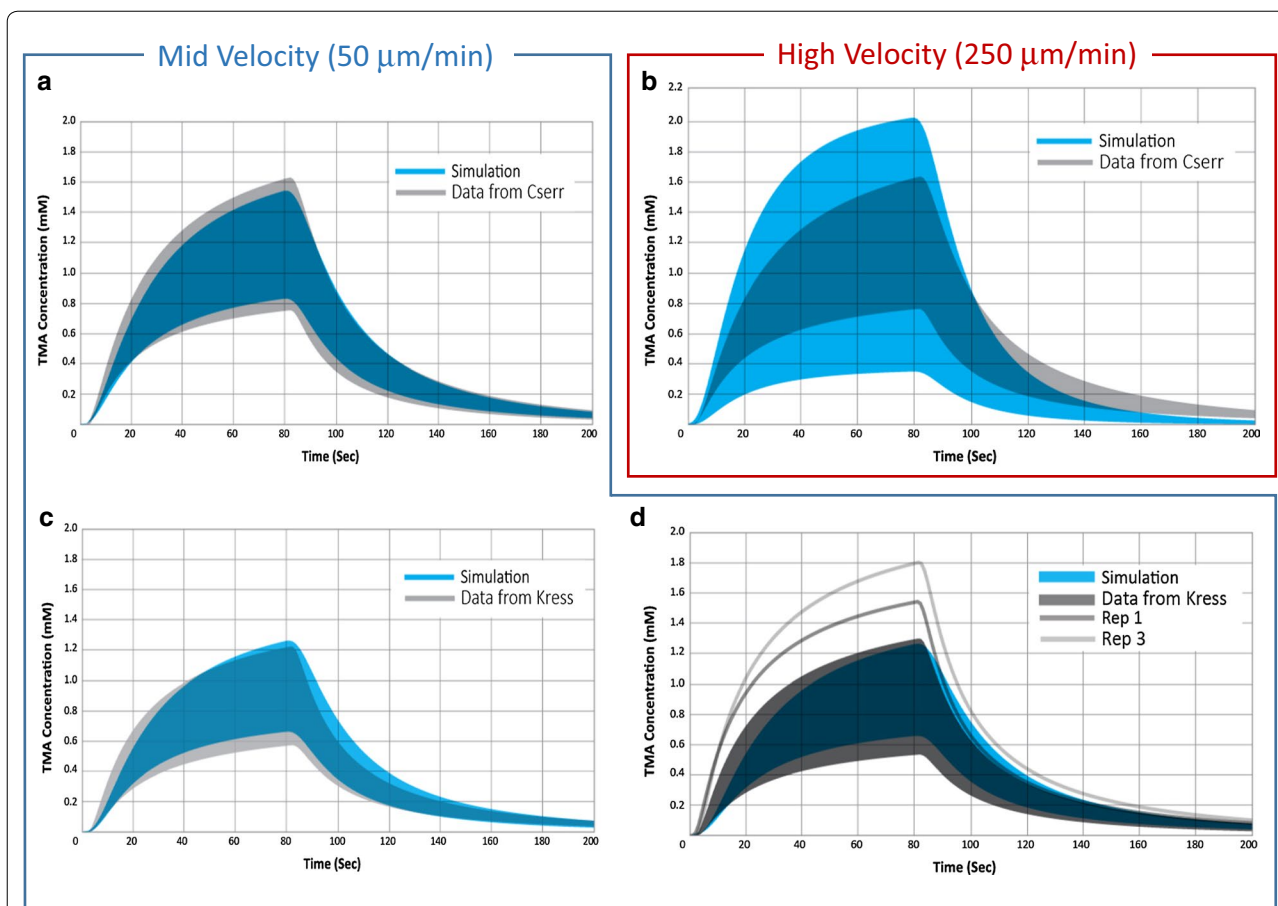 Mid Velocity (50 μm/min)
High Velocity (250 μm/min)
a
2.0
1.8
1.6
1.4
1.2
1.0
0.8
0.6
0.4
0.2
0 20 40 60 80 100 120 140 160 180 200
TMA Concentration (mM)
Time (Sec)
Simulation
Data from Cserr
b
2.2
2.0
1.8
1.6
1.4
1.2
1.0
0.8
0.6
0.4
0.2
0 20 40 60 80 100 120 140 160 180 200
TMA Concentration (mM)
Time (Sec)
Simulation
Data from Cserr
c
2.0
1.8
1.6
1.4
1.2
1.0
0.8
0.6
0.4
0.2
0 20 40 60 80 100 120 140 160 180 200
TMA Concentration (mM)
Time (Sec)
Simulation
Data from Kress
d
2.0
1.8
1.6
1.4
1.2
1.0
0.8
0.6
0.4
0.2
0 20 40 60 80 100 120 140 160 180 200
TMA Concentration (mM)
Time (Sec)
Simulation
Data from Kress
Rep 1
Rep 3